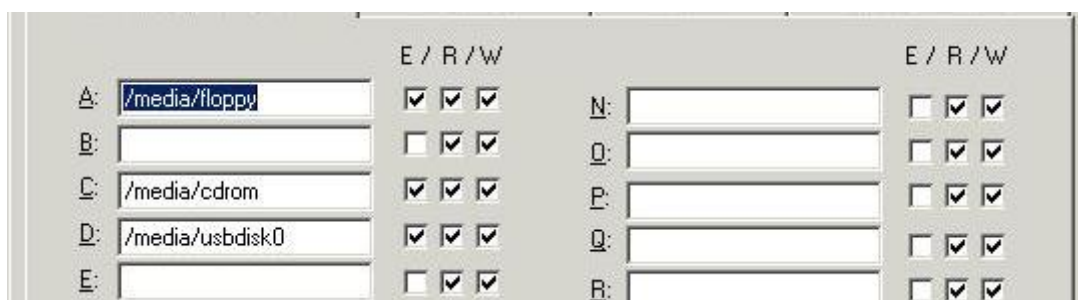 E / R / W
A: /media/floppy
B:
C: /media/cdrom
D: /media/usbdisk0
E:
E / R / W
N:
O:
P:
Q:
R: